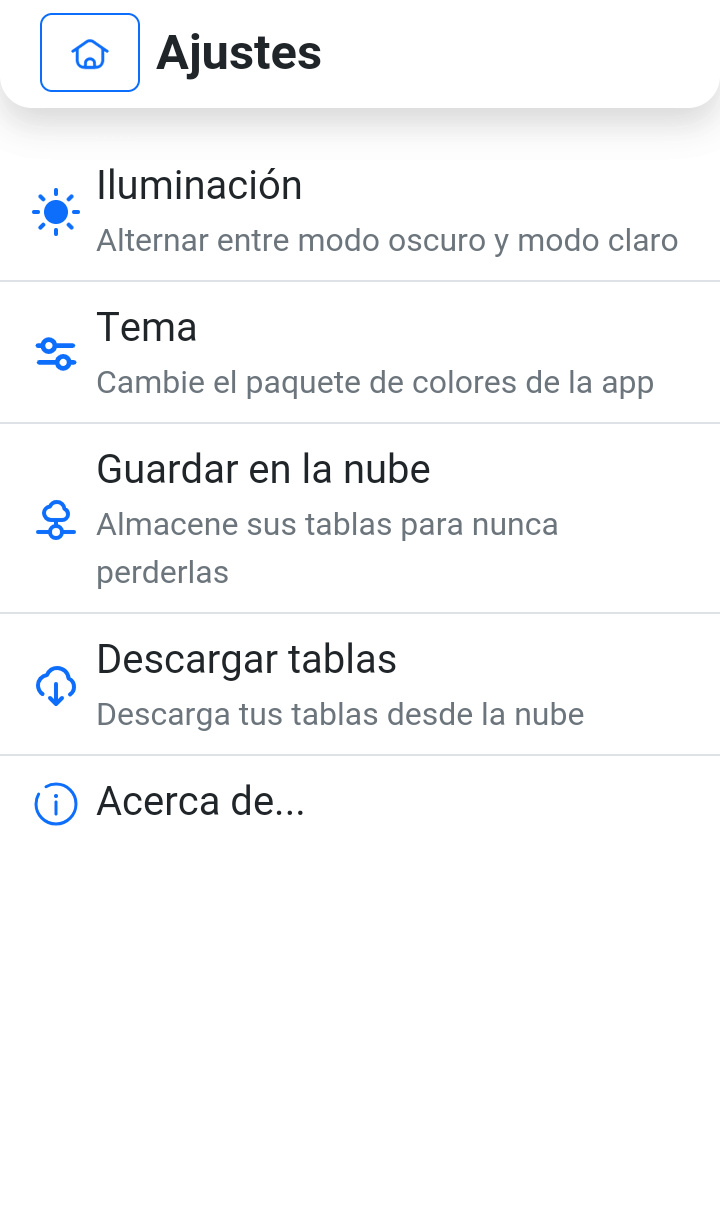 Ajustes
Iluminación
Alternar entre modo oscuro y modo claro
Tema
Cambie el paquete de colores de la app
Guardar en la nube
Almacene sus tablas para nunca
perderlas
Descargar tablas
Descarga tus tablas desde la nube
Acerca de...